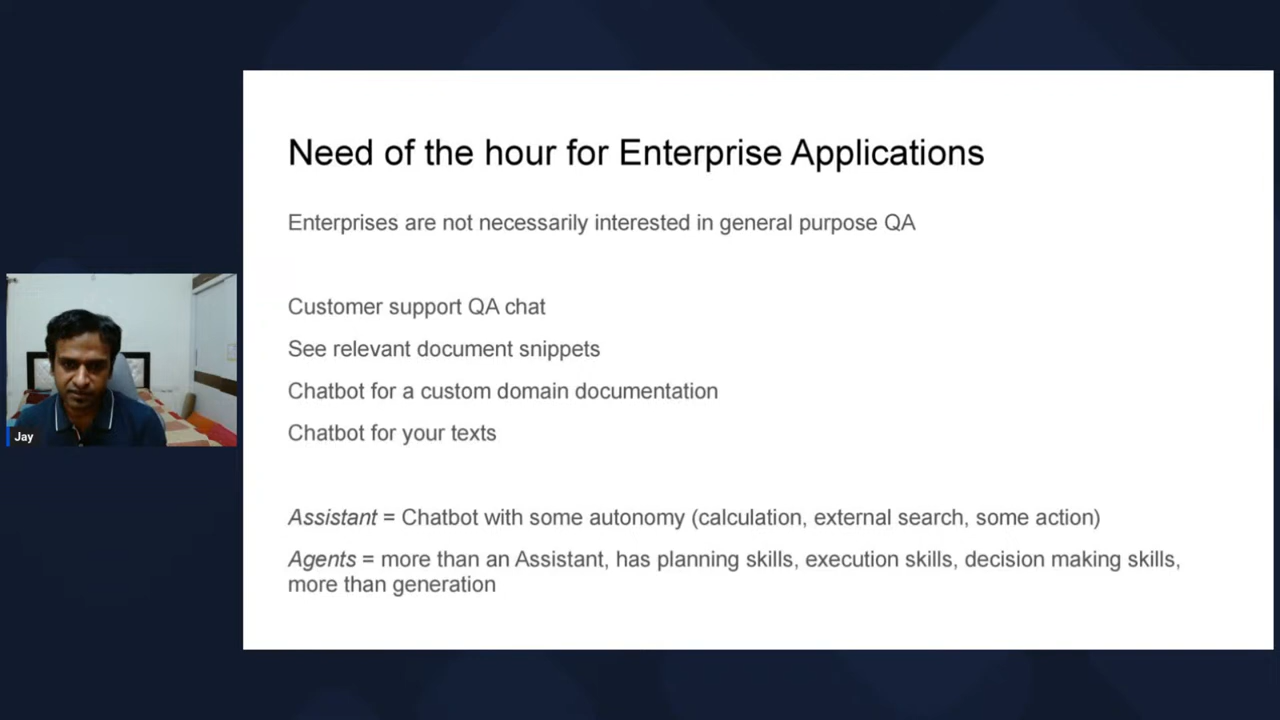 Need of the hour for Enterprise Applications
Enterprises are not necessarily interested in general purpose QA
Customer support QA chat
See relevant document snippets
Chatbot for a custom domain documentation
Chatbot for your texts
Assistant = Chatbot with some autonomy (calculation, external search, some action)
Agents = more than an Assistant, has planning skills, execution skills, decision making skills,
more than generation
Jay